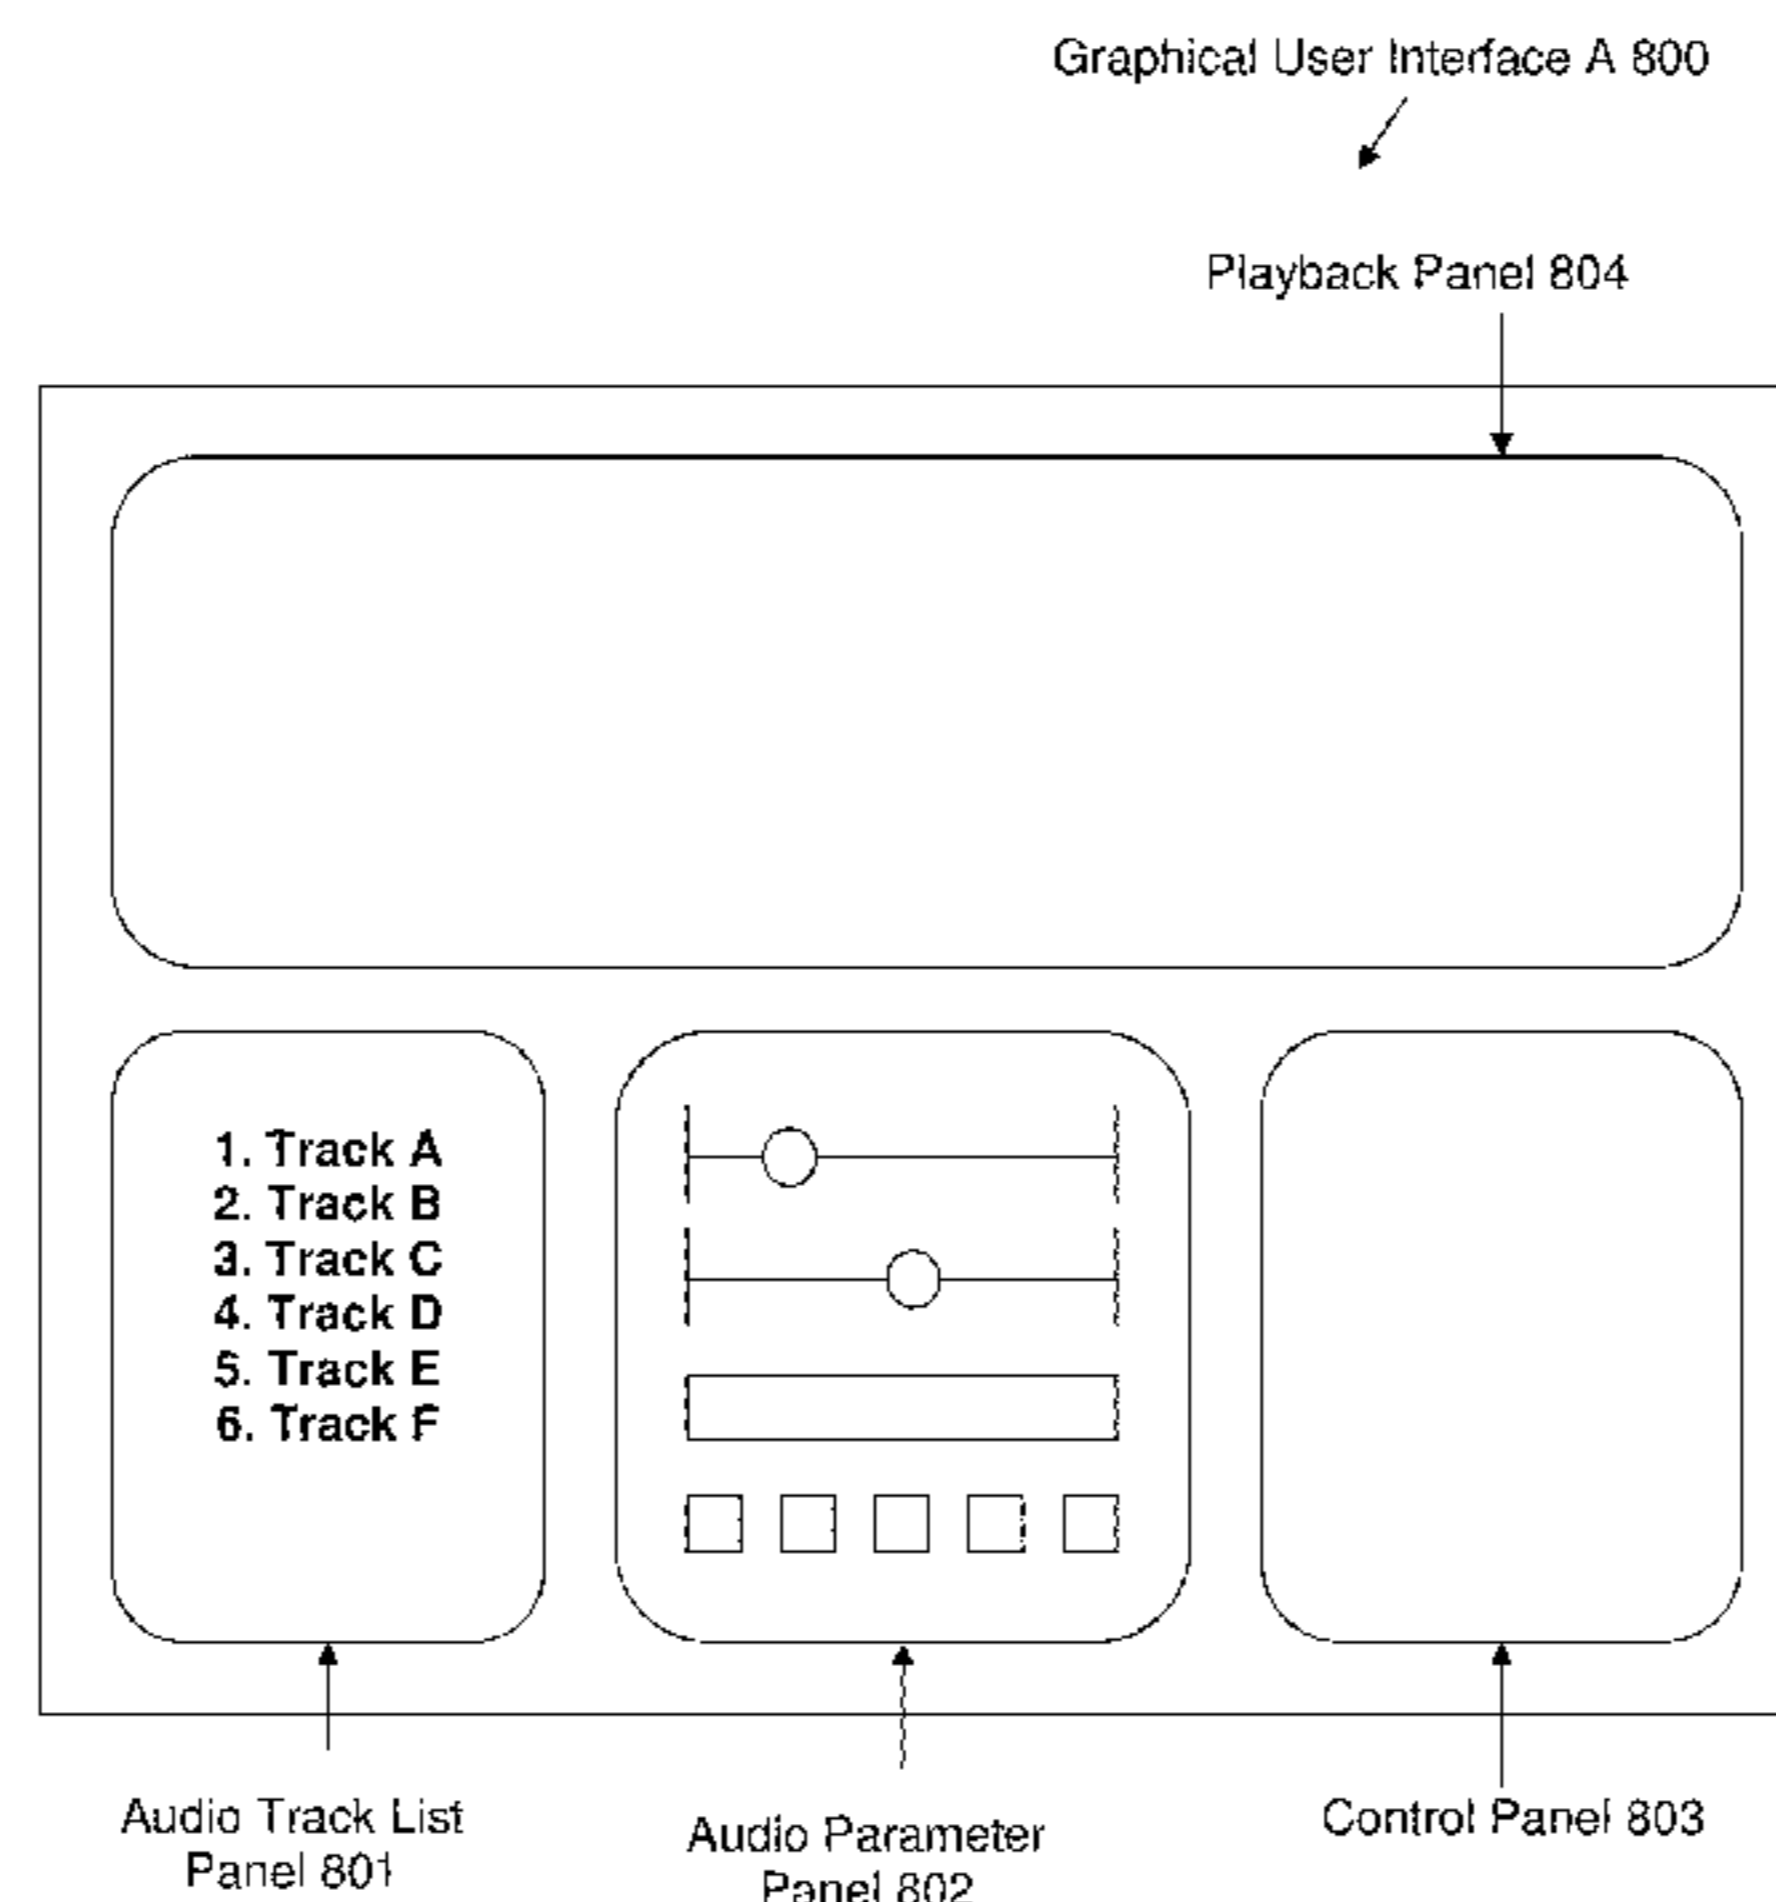 Graphical User Interface A 800
Playback Panel 804
1. Track A
2. Track B
3. Track C
4. Track D
5. Track E
6. Track F
Audio Track List
Panel 801
Audio Parameter
Panel 802
Control Panel 803